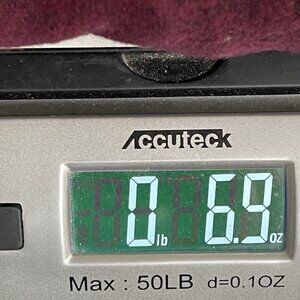 Accuteck
0 lb 6.9 oz
Max : 50LB d=0.1OZ